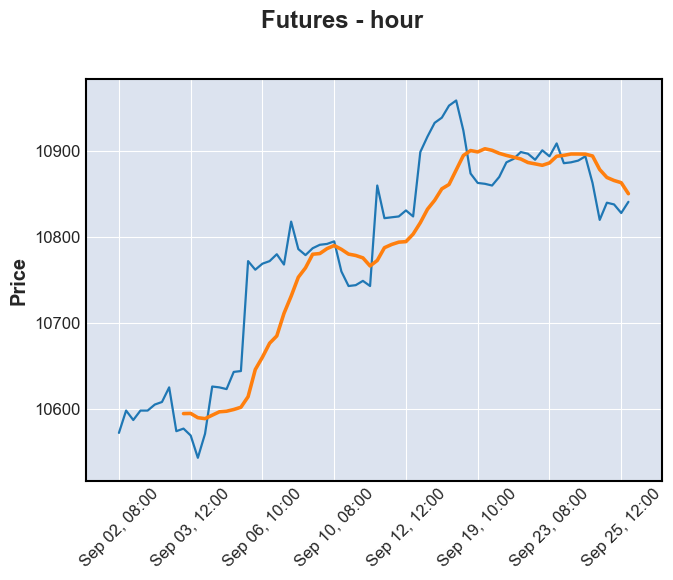 Futures - hour
Price
10900
10800
10700
10600
Sep 02, 08:00
Sep 03, 12:00
Sep 06, 10:00
Sep 10, 08:00
Sep 12, 12:00
Sep 19, 10:00
Sep 23, 08:00
Sep 25, 12:00